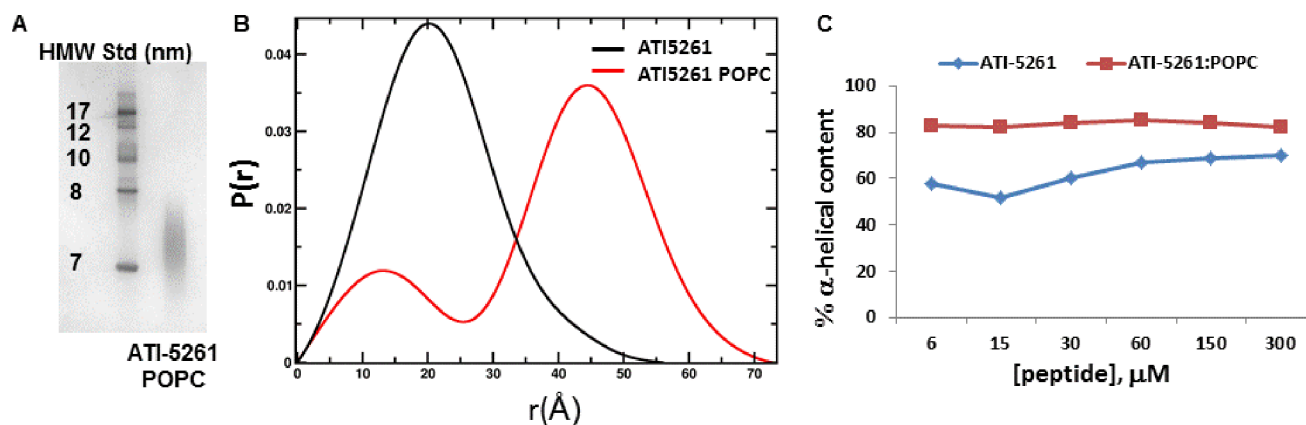 A
HMW Std (nm)
17
12
10
8
7
ATI-5261
POPC
B
P(r)
0.04
0.03
0.02
0.01
0
0 10 20 30 40 50 60 70
r(Å)
ATI5261
ATI5261 POPC
C
ATI-5261 ATI-5261:POPC
% α-helical content
100
80
60
40
20
0
6 15 30 60 150 300
[peptide], µM